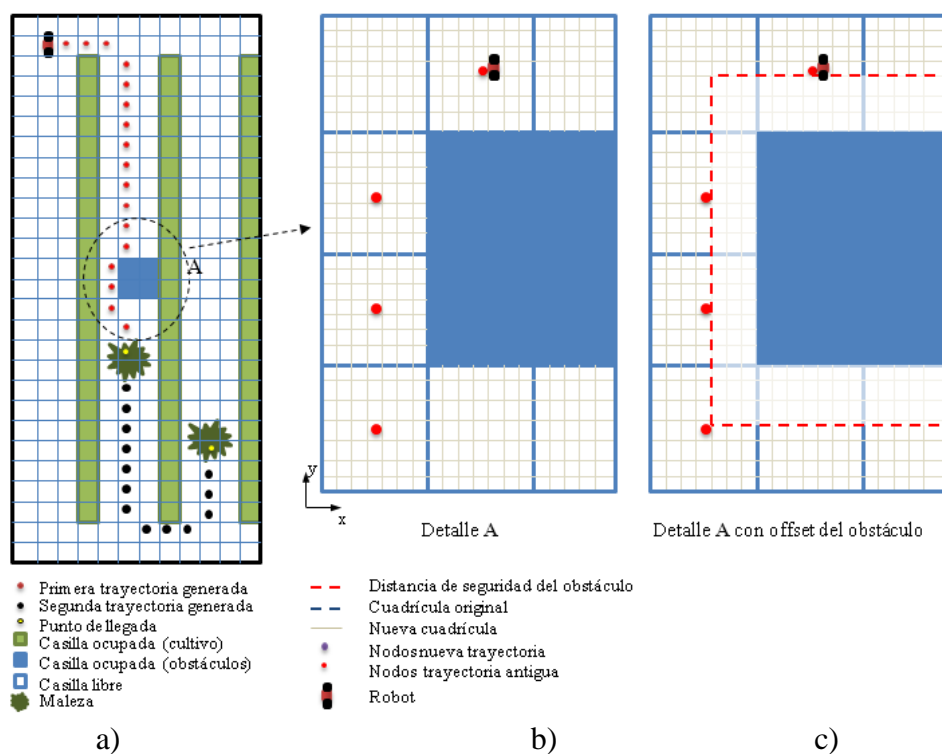 A
y
x
Detalle A
Detalle A con offset del obstáculo
Primera trayectoria generada
Segunda trayectoria generada
Punto de llegada
Casilla ocupada (cultivo)
Casilla ocupada (obstáculos)
Casilla libre
Maleza
Distancia de seguridad del obstáculo
Cuadrícula original
Nueva cuadrícula
Nodos nueva trayectoria
Nodos trayectoria antigua
Robot
a)
b)
c)